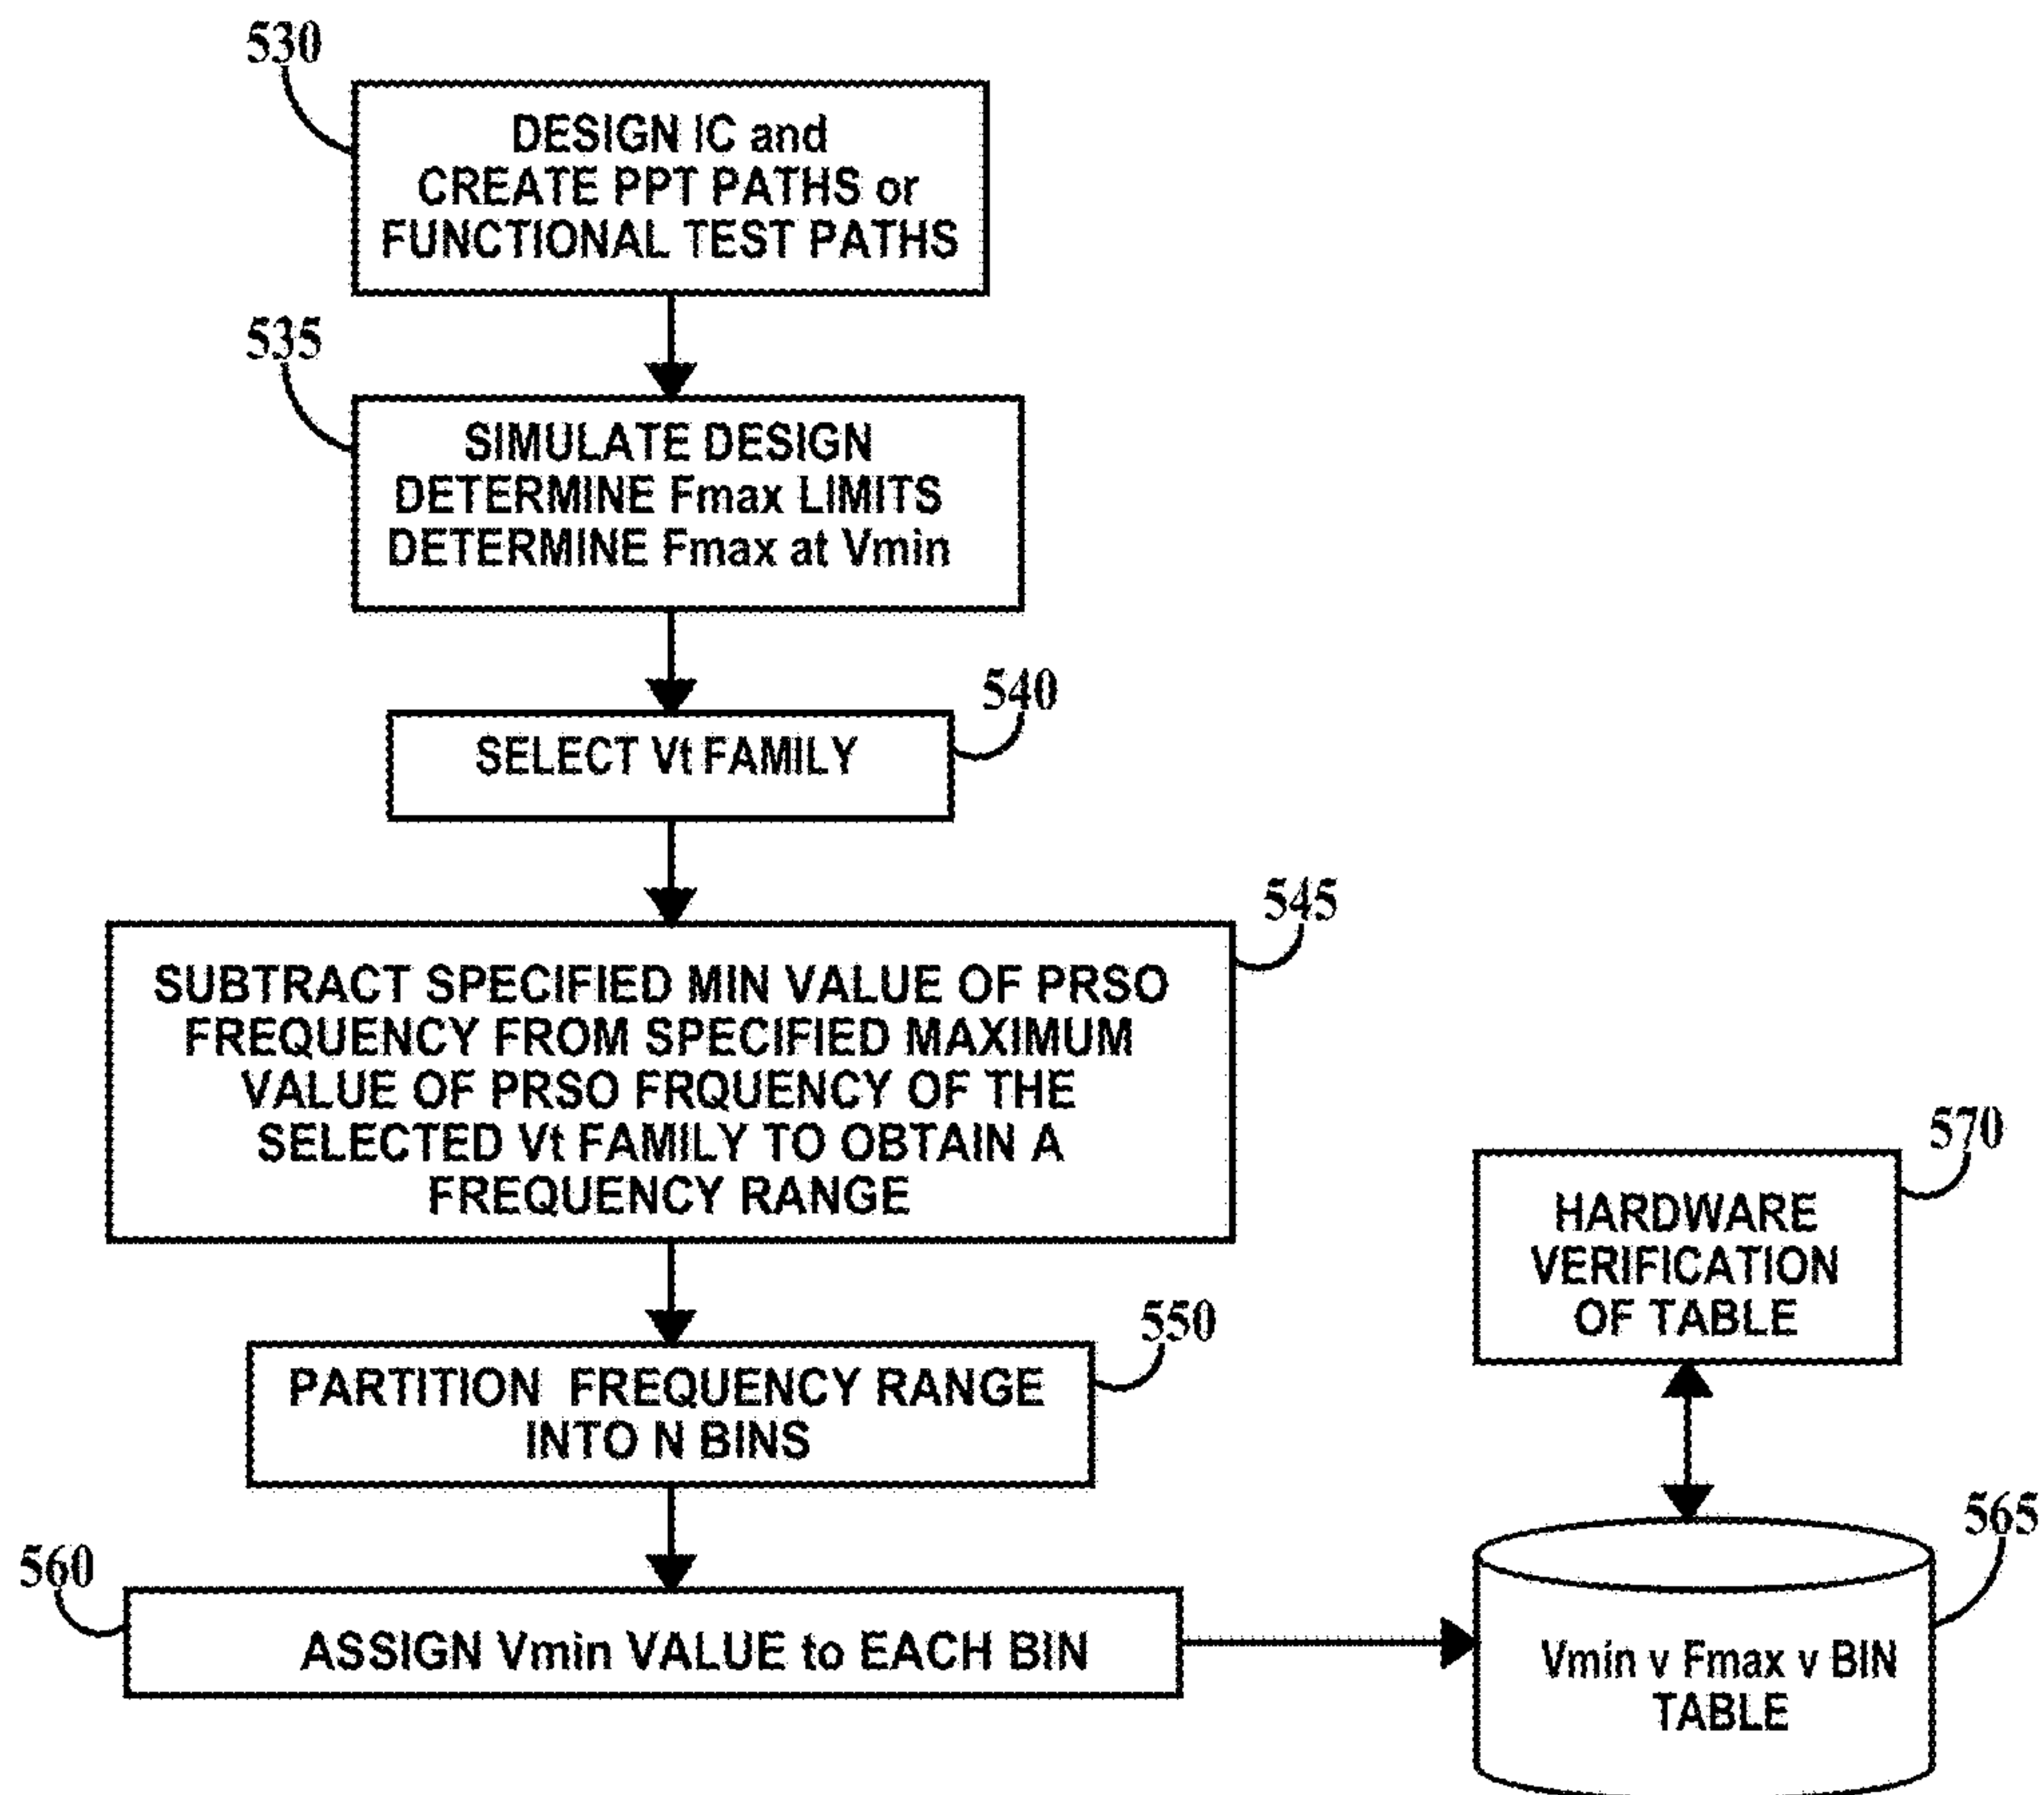 530
DESIGN IC and
CREATE PPT PATHS or
FUNCTIONAL TEST PATHS
535
SIMULATE DESIGN
DETERMINE Fmax LIMITS
DETERMINE Fmax at Vmin
540
SELECT Vt FAMILY
545
SUBTRACT SPECIFIED MIN VALUE OF PRSO
FREQUENCY FROM SPECIFIED MAXIMUM
VALUE OF PRSO FRQUENCY OF THE
SELECTED Vt FAMILY TO OBTAIN A
FREQUENCY RANGE
550
PARTITION FREQUENCY RANGE
INTO N BINS
560
ASSIGN Vmin VALUE to EACH BIN
570
HARDWARE
VERIFICATION
OF TABLE
565
Vmin v Fmax v BIN
TABLE